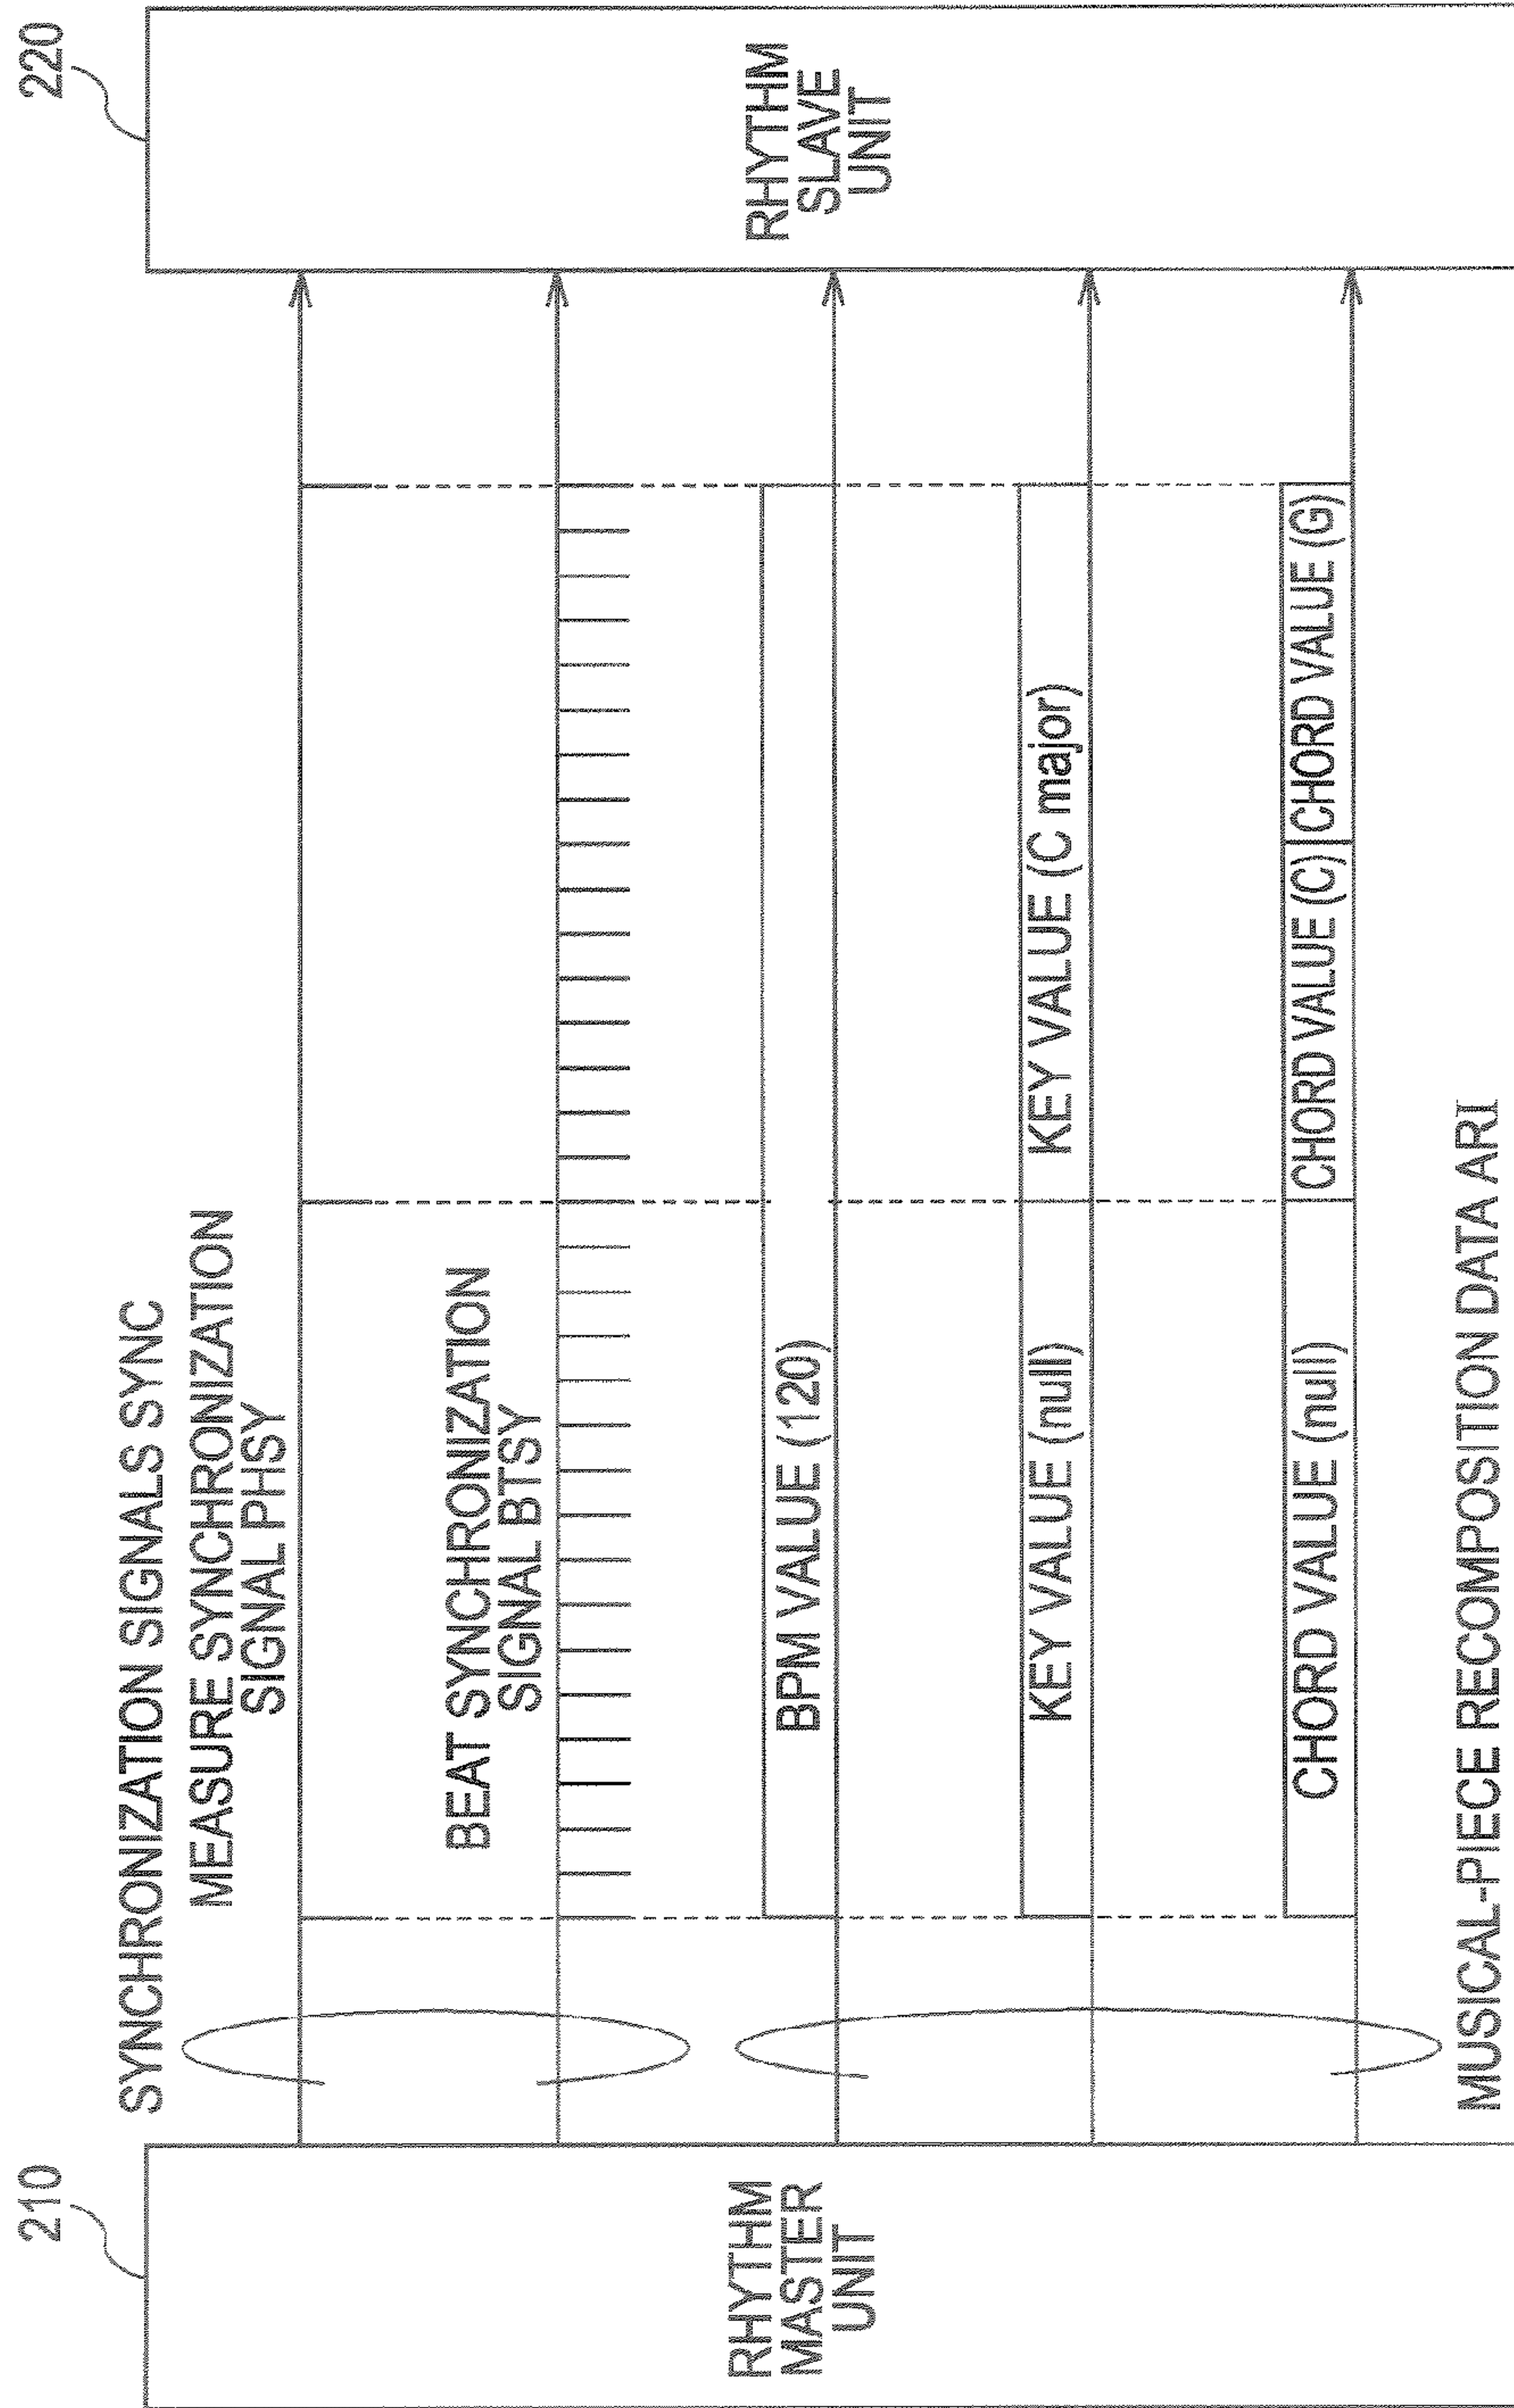 210
RHYTHM
MASTER
UNIT
SYNCHRONIZATION SIGNALS SYNC
MEASURE SYNCHRONIZATION
SIGNAL PHSY
BEAT SYNCHRONIZATION
SIGNAL BTSY
BPM VALUE (120)
KEY VALUE (null)
KEY VALUE (C major)
CHORD VALUE (null)
CHORD VALUE (C)
CHORD VALUE (G)
MUSICAL-PIECE RECOMPOSITION DATA ARI
220
RHYTHM
SLAVE
UNIT